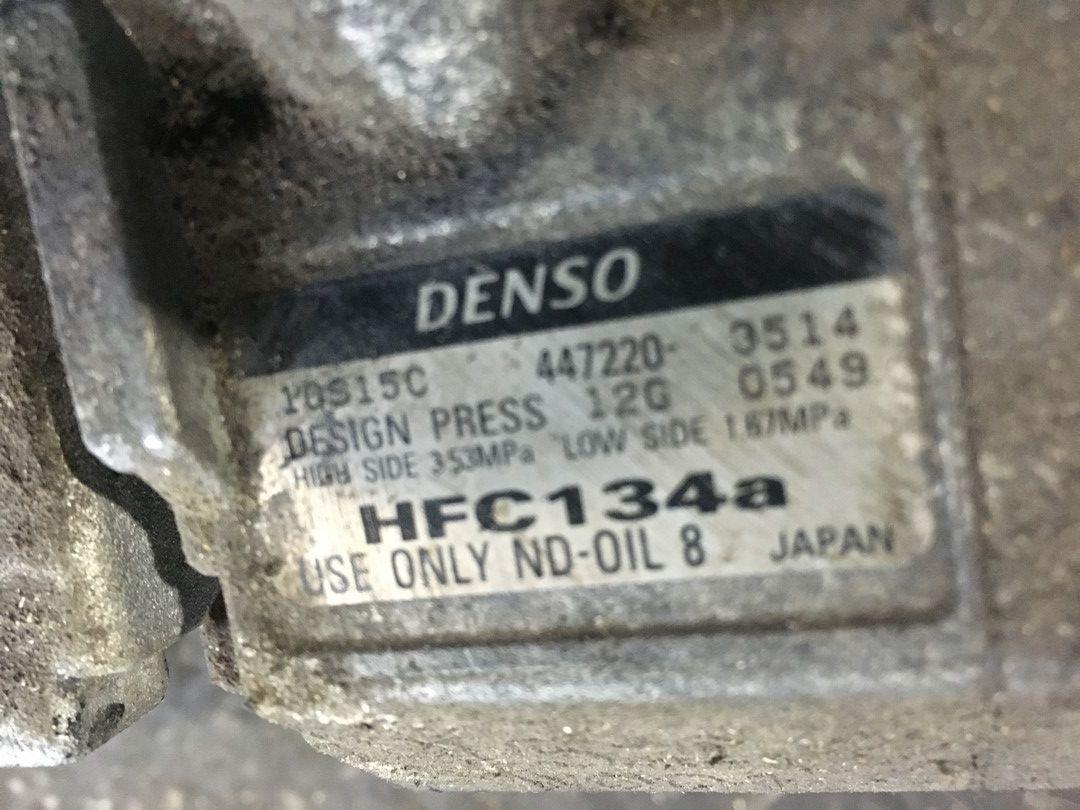 DENSO
10S15C 447220- 3514
DESIGN PRESS 12G 0549
HIGH SIDE 3.53MPa LOW SIDE 1.67MPa
HFC134a
USE ONLY ND-OIL 8 JAPAN